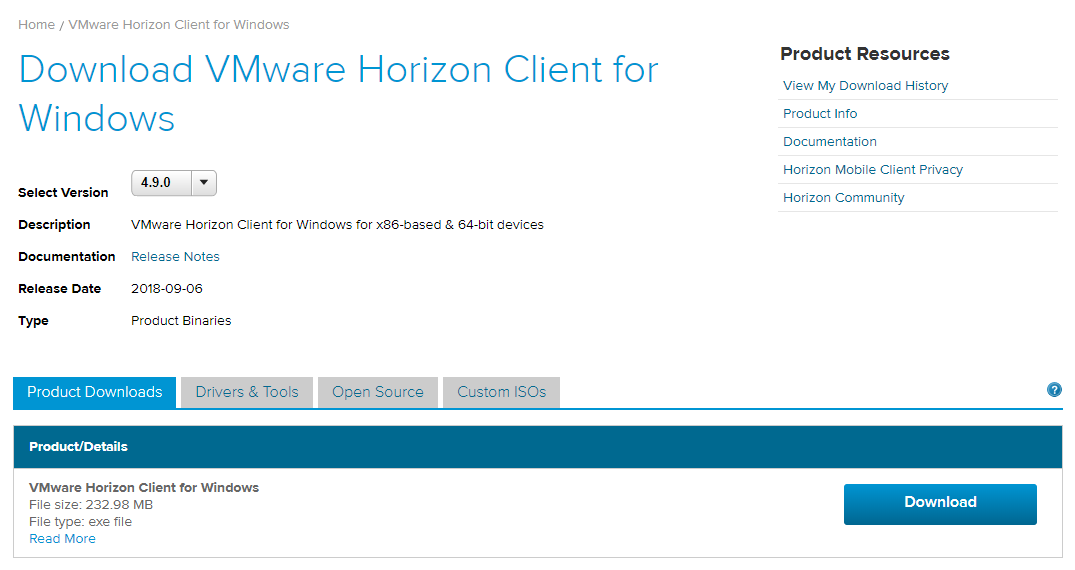 Home / VMware Horizon Client for Windows
Download VMware Horizon Client for
Windows
Select Version 4.9.0
Description VMware Horizon Client for Windows for x86-based & 64-bit devices
Documentation Release Notes
Release Date 2018-09-06
Type Product Binaries
Product Resources
View My Download History
Product Info
Documentation
Horizon Mobile Client Privacy
Horizon Community
Product Downloads Drivers & Tools Open Source Custom ISOs ?
Product/Details
VMware Horizon Client for Windows
File size: 232.98 MB
File type: exe file
Read More
Download